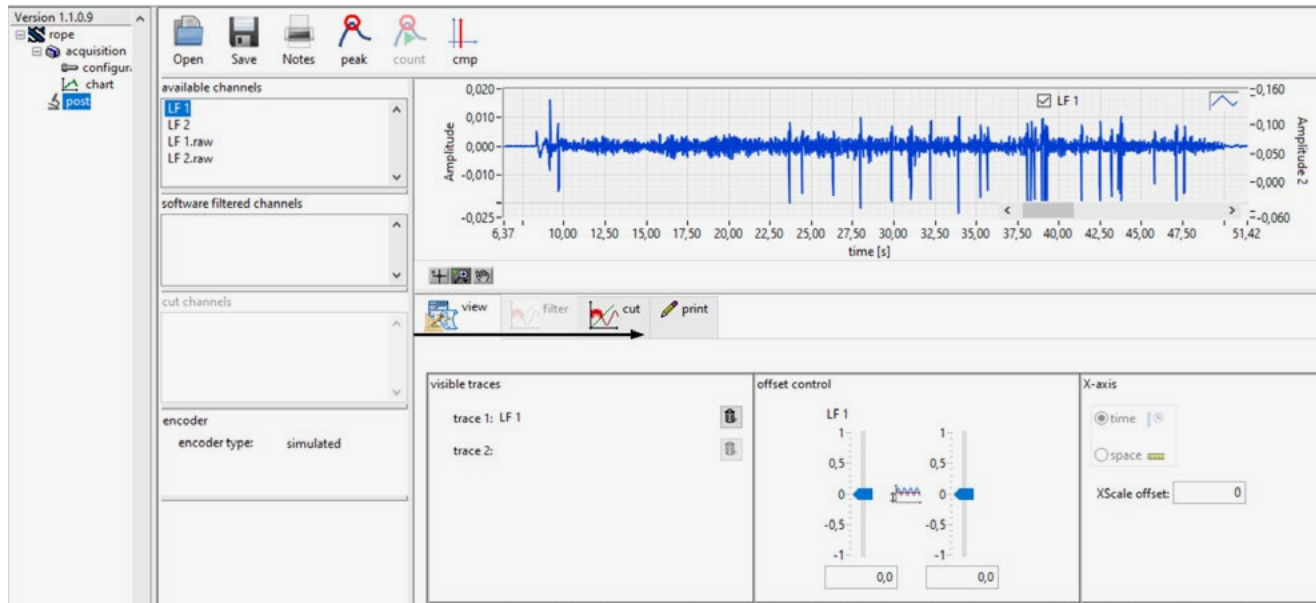 Version 1.1.0.9
rope
acquisition
configur
chart
post
Open Save Notes peak count cmp
available channels
LF 1
LF 2
LF 1.raw
LF 2.raw
software filtered channels
cut channels
encoder
encoder type: simulated
0,020
0,010
0,000
-0,010
-0,025
Amplitude
LF 1
0,160
-0,100
-0,050
-0,000
-0,060
Amplitude 2
6,37 10,00 12,50 15,00 17,50 20,00 22,50 25,00 27,50 30,00 32,50 35,00 37,50 40,00 42,50 45,00 47,50 51,42
time [s]
view filter cut print
visible traces
trace 1: LF 1
trace 2:
offset control
LF 1
1 1
0,5 0,5
0 0
-0,5 -0,5
-1 -1
0,0 0,0
X-axis
time
space
XScale offset: 0